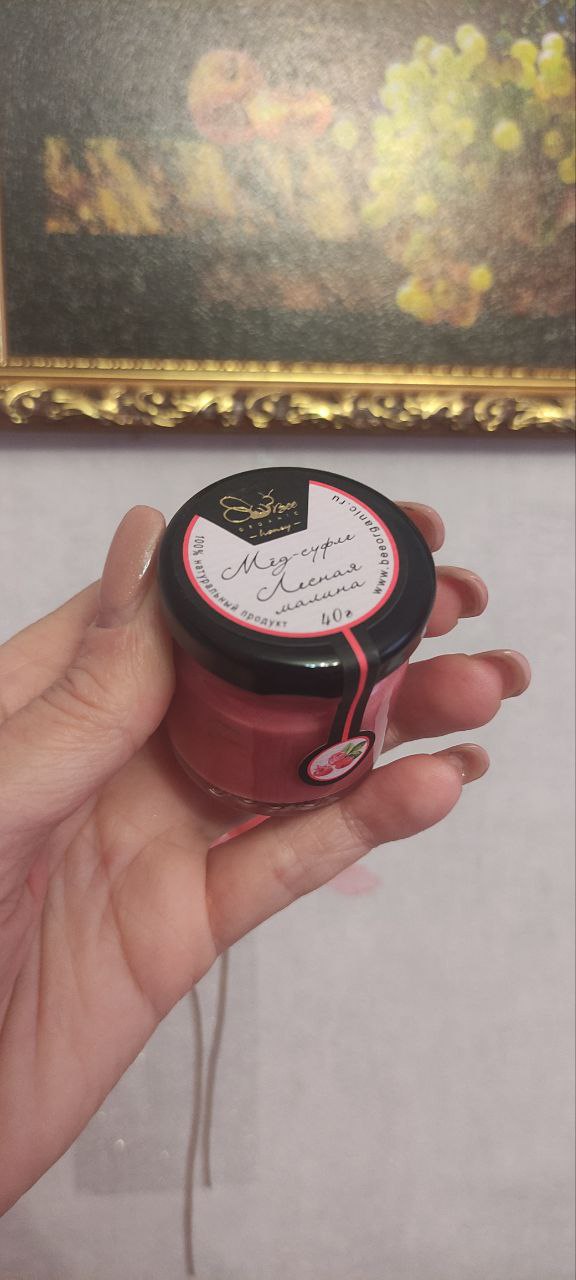 Bee
ORGANIC
honey
Мёд-суфле
Лесная
малина
40г
100% натуральный продукт
www.beeorganic.ru